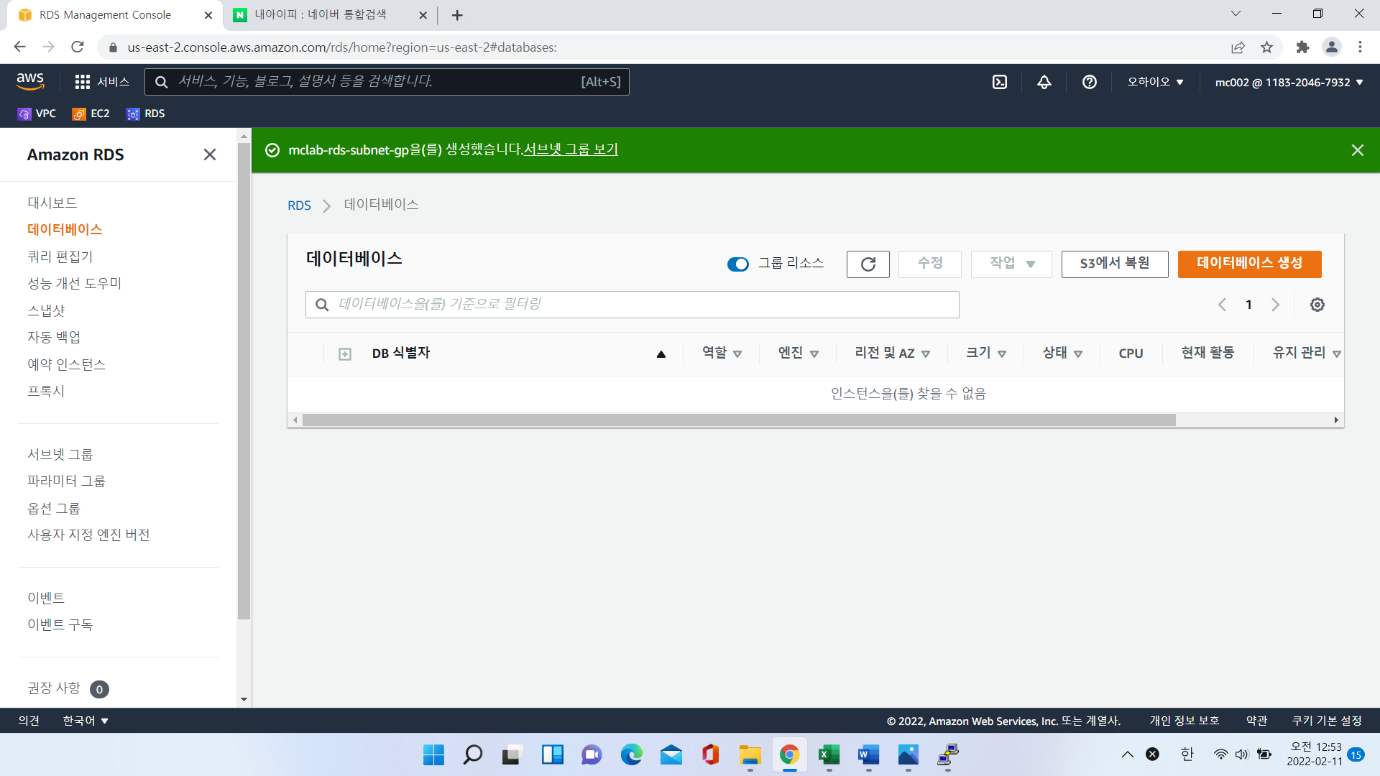 RDS Management Console
내아이피 : 네이버 통합검색
us-east-2.console.aws.amazon.com/rds/home?region=us-east-2#databases:
aws
서비스
서비스, 기능, 블로그, 설명서 등을 검색합니다.
[Alt+S]
오하이오
mc002 @ 1183-2046-7932
VPC
EC2
RDS
Amazon RDS
대시보드
데이터베이스
쿼리 편집기
성능 개선 도우미
스냅샷
자동 백업
예약 인스턴스
프록시
서브넷 그룹
파라미터 그룹
옵션 그룹
사용자 지정 엔진 버전
이벤트
이벤트 구독
권장 사항 0
mclab-rds-subnet-gp을(를) 생성했습니다.서브넷 그룹 보기
RDS
데이터베이스
데이터베이스
그룹 리소스
수정
작업
S3에서 복원
데이터베이스 생성
데이터베이스을(를) 기준으로 필터링
1
DB 식별자
역할
엔진
리전 및 AZ
크기
상태
CPU
현재 활동
유지 관리
인스턴스을(를) 찾을 수 없음
의견
한국어
© 2022, Amazon Web Services, Inc. 또는 계열사.
개인 정보 보호
약관
쿠키 기본 설정
한
오전 12:53
2022-02-11
15